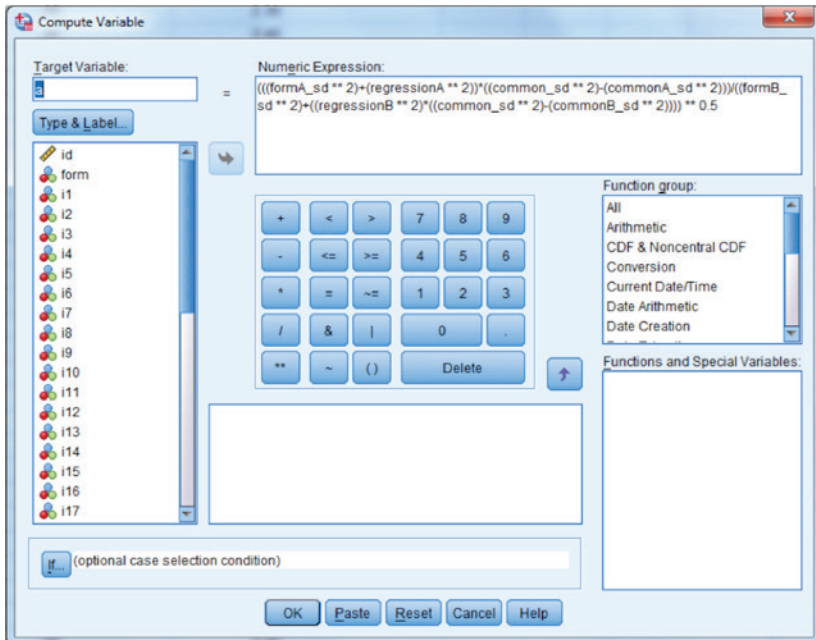 Compute Variable
Target Variable:
a
=
Type & Label...
id
form
i1
i2
i3
i4
i5
i6
i7
i8
i9
i10
i11
i12
i13
i14
i15
i16
i17
Numeric Expression:
(((formA_sd ** 2)+(regressionA ** 2))*((common_sd ** 2)-(commonA_sd ** 2)))/((formB_
sd ** 2)+((regressionB ** 2)*((common_sd ** 2)-(commonB_sd ** 2)))) ** 0.5
+ < > 7 8 9
- <= >= 4 5 6
* = ~= 1 2 3
/ & | 0 .
** ~ ( ) Delete
Function group:
All
Arithmetic
CDF & Noncentral CDF
Conversion
Current Date/Time
Date Arithmetic
Date Creation
Functions and Special Variables:
If... (optional case selection condition)
OK Paste Reset Cancel Help